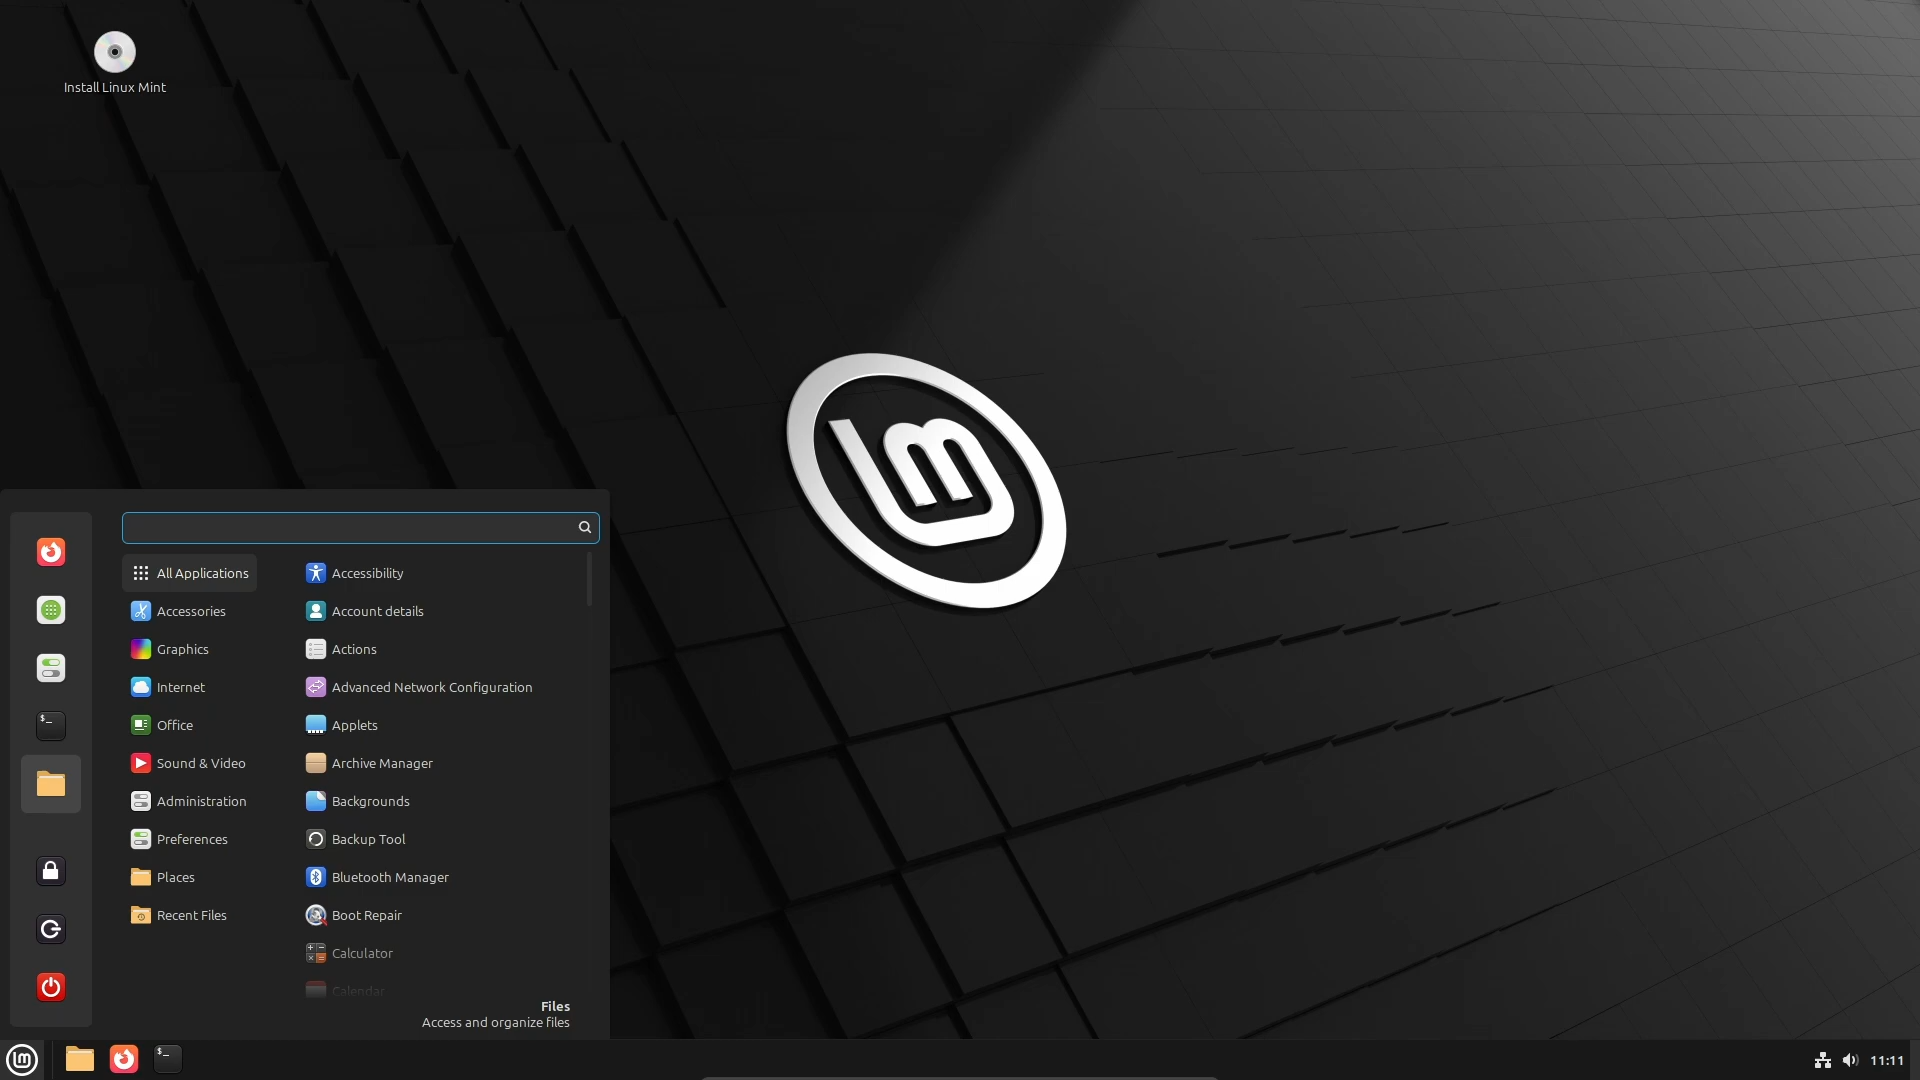 Install Linux Mint
All Applications
Accessories
Graphics
Internet
Office
Sound & Video
Administration
Preferences
Places
Recent Files
Accessibility
Account details
Actions
Advanced Network Configuration
Applets
Archive Manager
Backgrounds
Backup Tool
Bluetooth Manager
Boot Repair
Calculator
Calendar
Files
Access and organize files
11:11